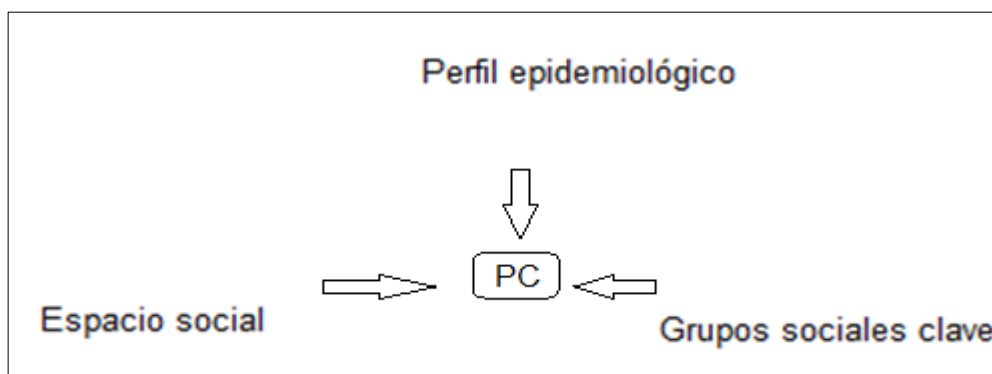 Perfil epidemiológico
PC
Espacio social
Grupos sociales clave